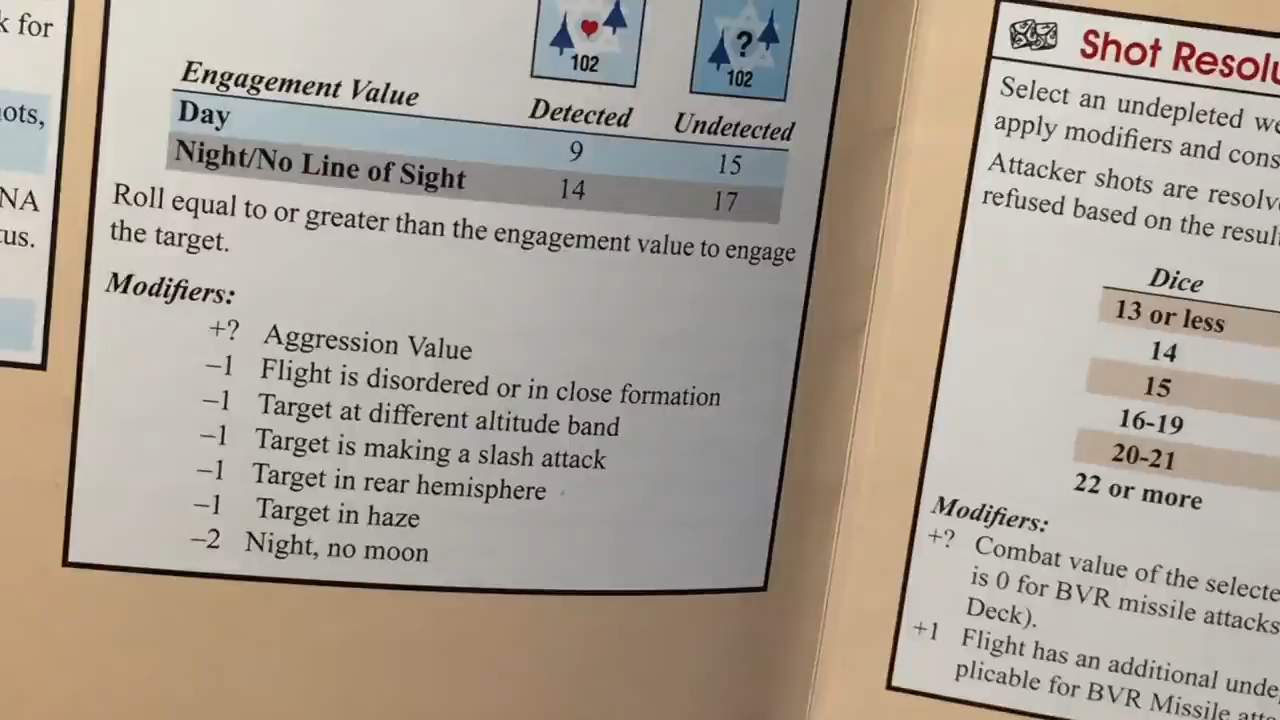 k for
ots,
NA
us.
102
?
102
Engagement Value Detected Undetected
Day 9 15
Night/No Line of Sight 14 17
Roll equal to or greater than the engagement value to engage
the target.
Modifiers:
+? Aggression Value
–1 Flight is disordered or in close formation
–1 Target at different altitude band
–1 Target is making a slash attack
–1 Target in rear hemisphere
–1 Target in haze
–2 Night, no moon
Shot Resolu
Select an undepleted we
apply modifiers and cons
Attacker shots are resolve
refused based on the resul
Dice
13 or less
14
15
16-19
20-21
22 or more
Modifiers:
+? Combat value of the selecte
is 0 for BVR missile attacks
Deck).
+1 Flight has an additional unde
plicable for BVR Missile att